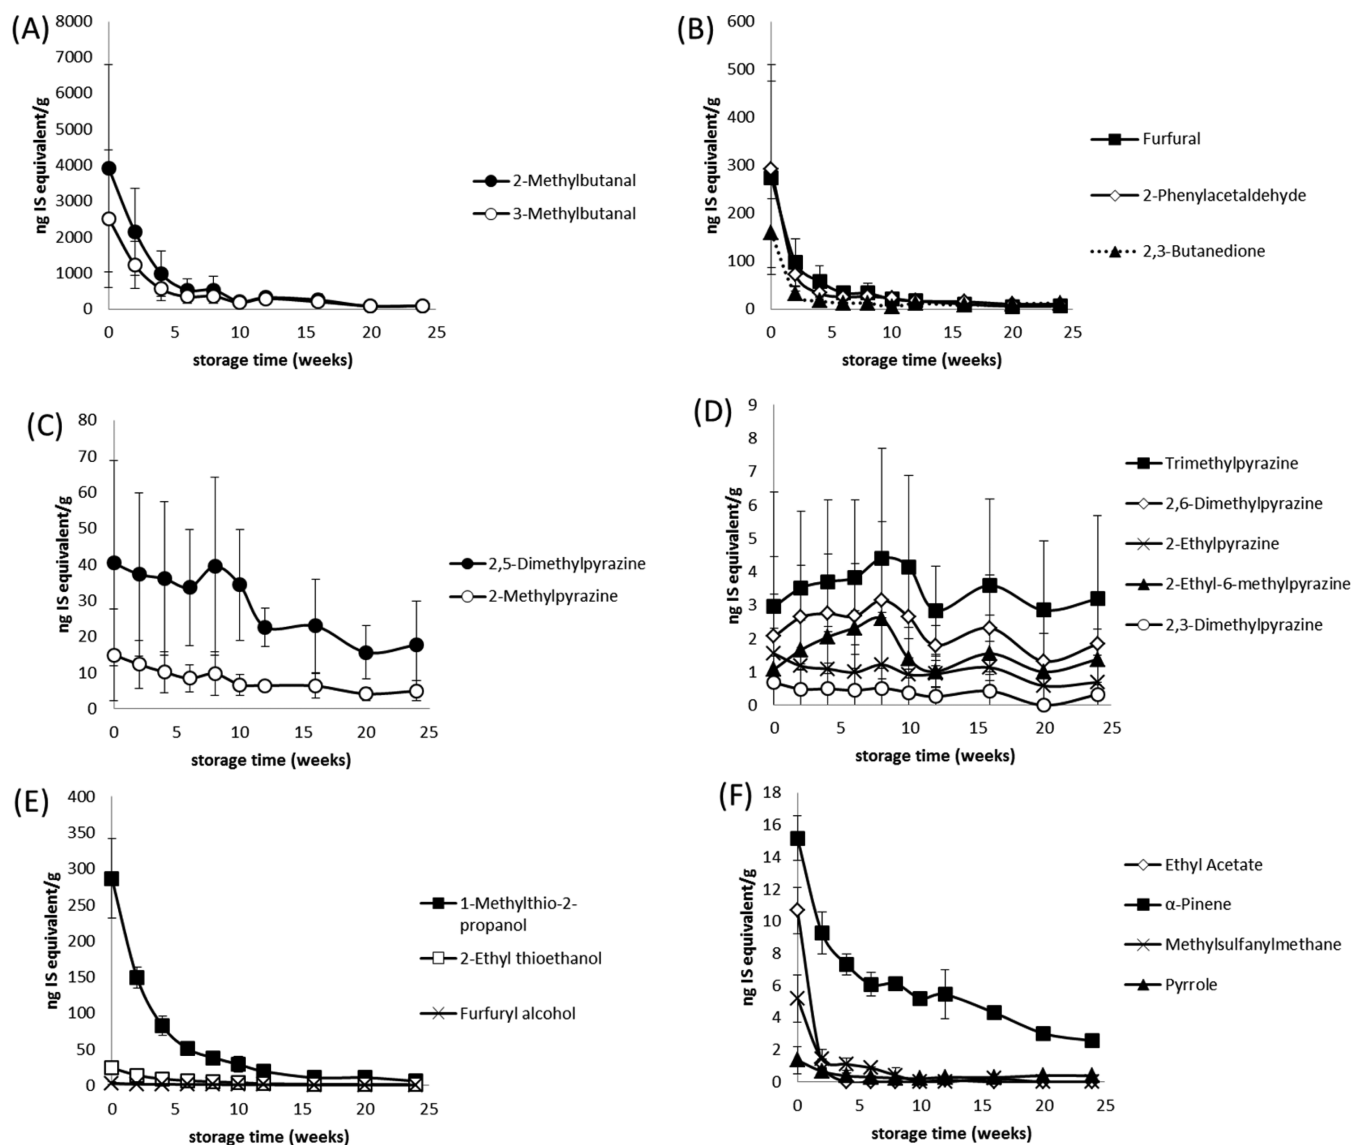 (A)
8000
7000
6000
5000
4000
3000
2000
1000
0
ng IS equivalent/g
0 5 10 15 20 25
storage time (weeks)
2-Methylbutanal
3-Methylbutanal
(B)
600
500
400
300
200
100
0
ng IS equivalent/g
0 5 10 15 20 25
storage time (weeks)
Furfural
2-Phenylacetaldehyde
2,3-Butanedione
(C)
80
70
60
50
40
30
20
10
0
ng IS equivalent/g
0 5 10 15 20 25
storage time (weeks)
2,5-Dimethylpyrazine
2-Methylpyrazine
(D)
9
8
7
6
5
4
3
2
1
0
ng IS equivalent/g
0 5 10 15 20 25
storage time (weeks)
Trimethylpyrazine
2,6-Dimethylpyrazine
2-Ethylpyrazine
2-Ethyl-6-methylpyrazine
2,3-Dimethylpyrazine
(E)
400
350
300
250
200
150
100
50
0
ng IS equivalent/g
0 5 10 15 20 25
storage time (weeks)
1-Methylthio-2-
propanol
2-Ethyl thioethanol
Furfuryl alcohol
(F)
18
16
14
12
10
8
6
4
2
0
ng IS equivalent/g
0 5 10 15 20 25
storage time (weeks)
Ethyl Acetate
α-Pinene
Methylsulfanylmethane
Pyrrole